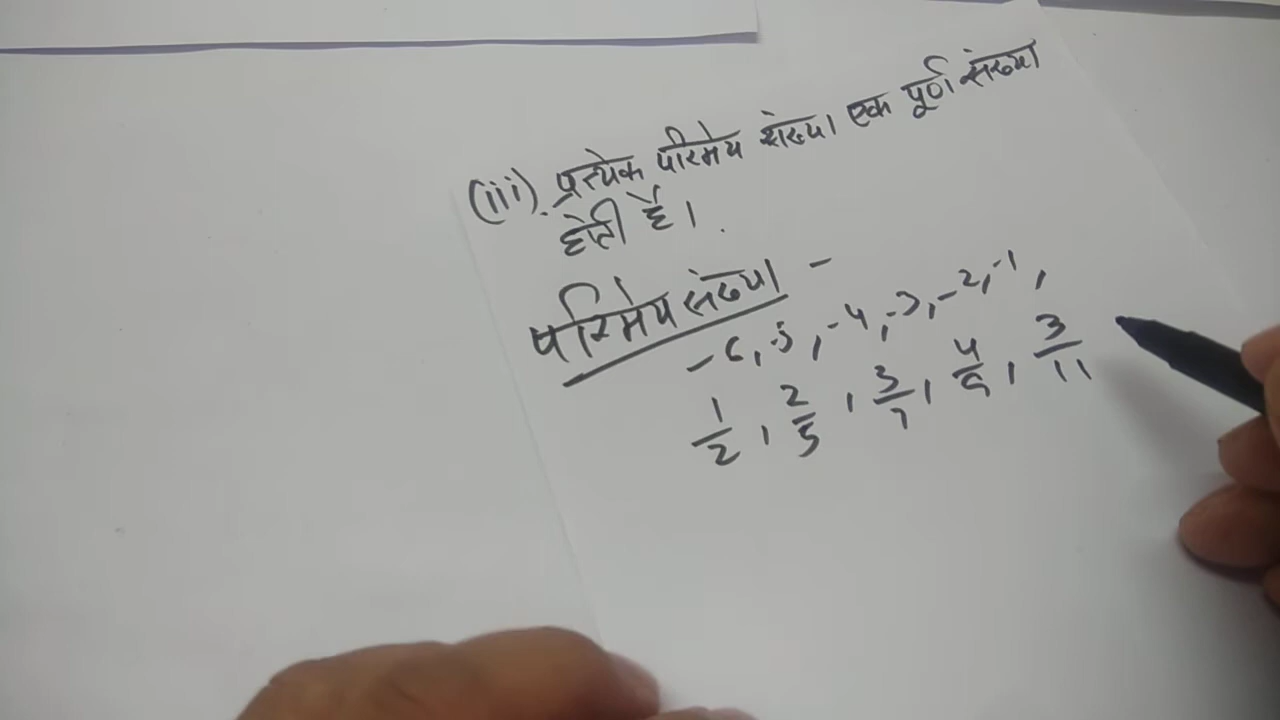 (iii) प्रत्येक परिमेय संख्या एक पूर्ण संख्या
होती है।
परिमेय संख्या -
-6, -5, -4, -3, -2, -1,
1/2, 2/5, 3/7, 4/9, 3/11